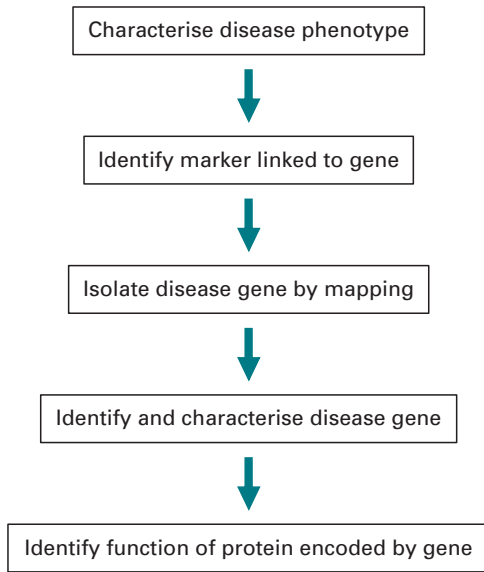 Characterise disease phenotype
Identify marker linked to gene
Isolate disease gene by mapping
Identify and characterise disease gene
Identify function of protein encoded by gene